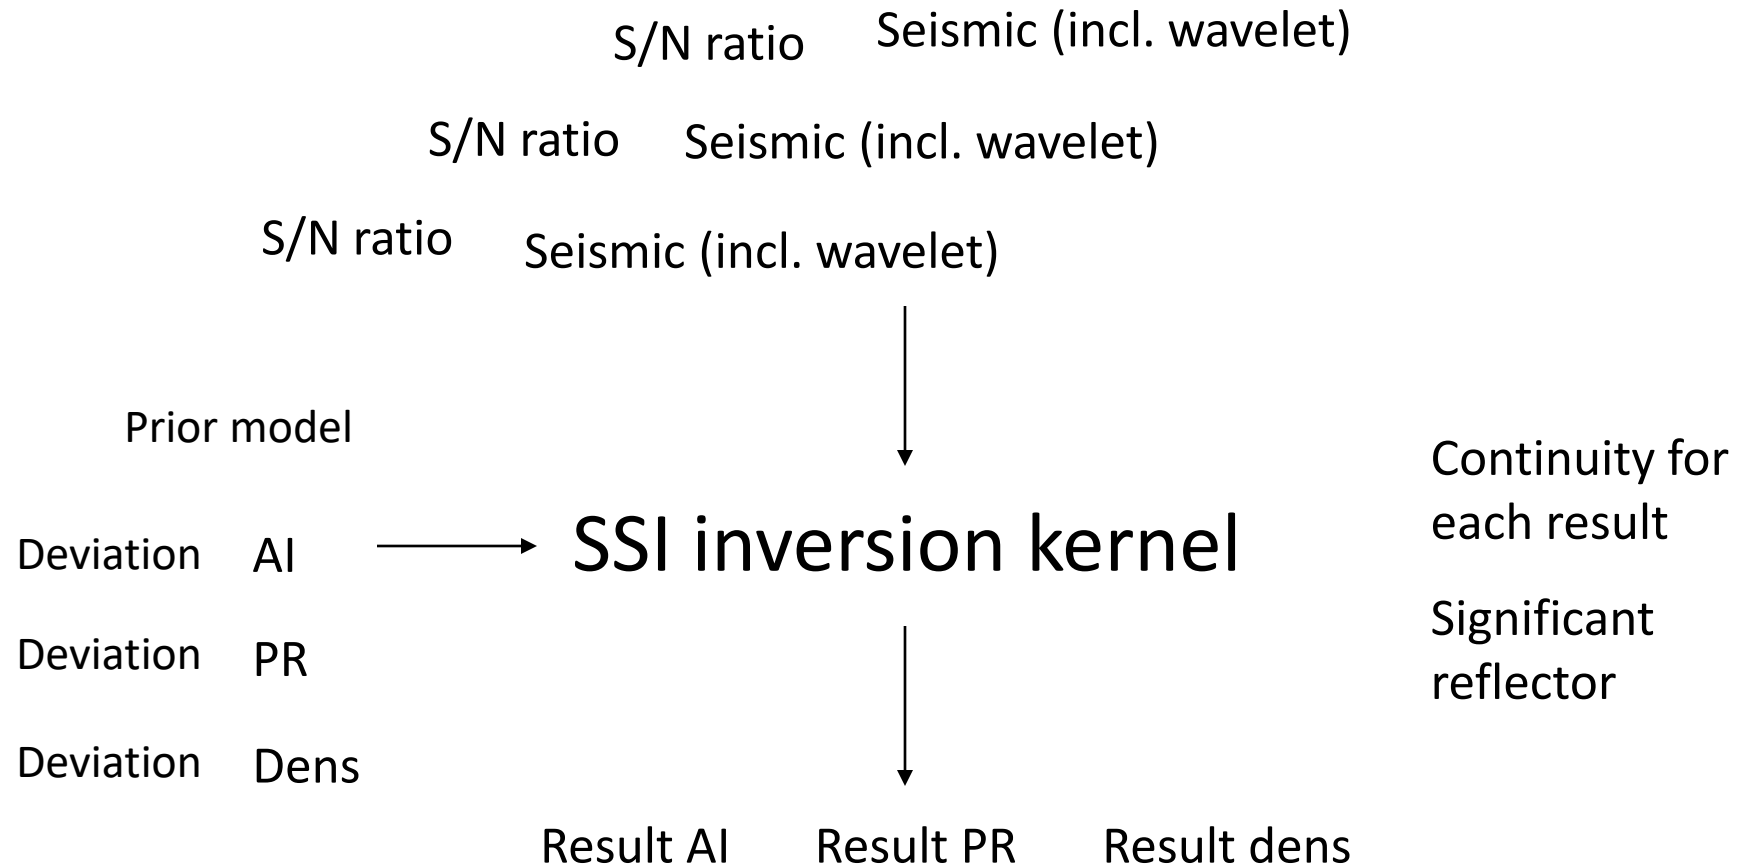 S/N ratio Seismic (incl. wavelet)
S/N ratio Seismic (incl. wavelet)
S/N ratio Seismic (incl. wavelet)
Prior model
Deviation AI
Deviation PR
Deviation Dens
SSI inversion kernel
Continuity for
each result
Significant
reflector
Result AI Result PR Result dens